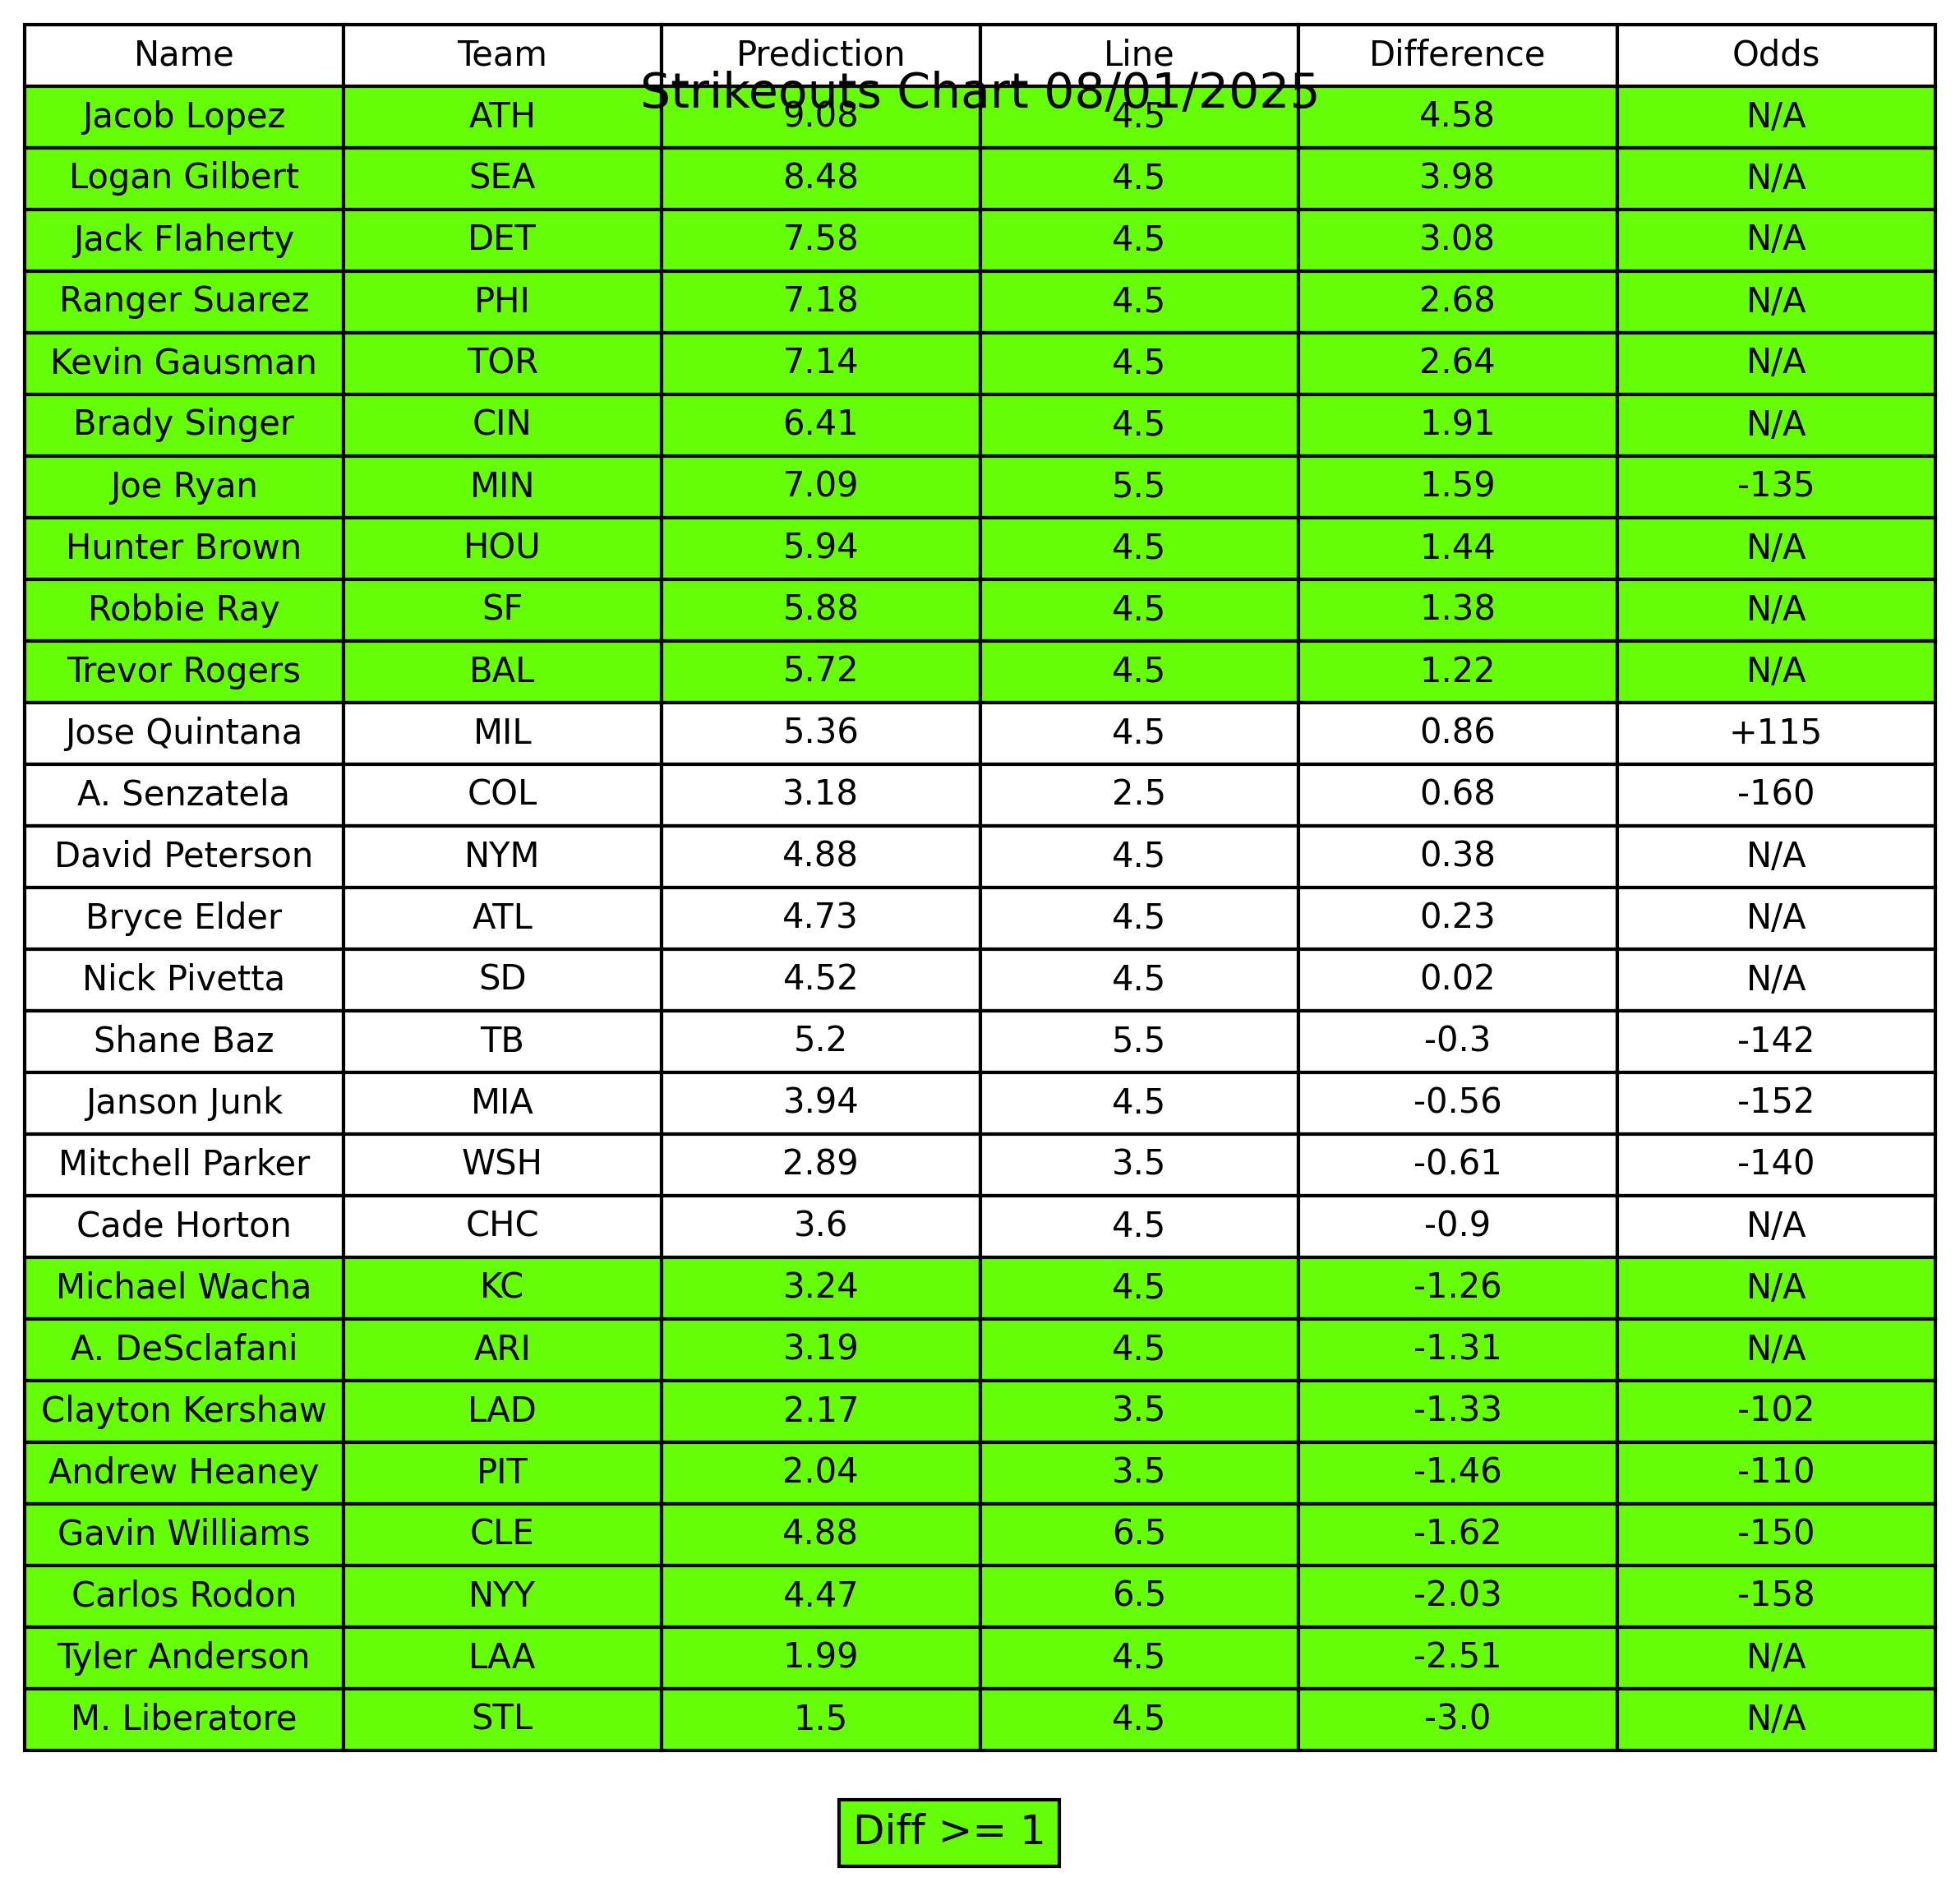 Name Team Prediction Line Difference Odds
Strikeouts Chart 08/01/2025
Jacob Lopez ATH 9.08 4.5 4.58 N/A
Logan Gilbert SEA 8.48 4.5 3.98 N/A
Jack Flaherty DET 7.58 4.5 3.08 N/A
Ranger Suarez PHI 7.18 4.5 2.68 N/A
Kevin Gausman TOR 7.14 4.5 2.64 N/A
Brady Singer CIN 6.41 4.5 1.91 N/A
Joe Ryan MIN 7.09 5.5 1.59 -135
Hunter Brown HOU 5.94 4.5 1.44 N/A
Robbie Ray SF 5.88 4.5 1.38 N/A
Trevor Rogers BAL 5.72 4.5 1.22 N/A
Jose Quintana MIL 5.36 4.5 0.86 +115
A. Senzatela COL 3.18 2.5 0.68 -160
David Peterson NYM 4.88 4.5 0.38 N/A
Bryce Elder ATL 4.73 4.5 0.23 N/A
Nick Pivetta SD 4.52 4.5 0.02 N/A
Shane Baz TB 5.2 5.5 -0.3 -142
Janson Junk MIA 3.94 4.5 -0.56 -152
Mitchell Parker WSH 2.89 3.5 -0.61 -140
Cade Horton CHC 3.6 4.5 -0.9 N/A
Michael Wacha KC 3.24 4.5 -1.26 N/A
A. DeSclafani ARI 3.19 4.5 -1.31 N/A
Clayton Kershaw LAD 2.17 3.5 -1.33 -102
Andrew Heaney PIT 2.04 3.5 -1.46 -110
Gavin Williams CLE 4.88 6.5 -1.62 -150
Carlos Rodon NYY 4.47 6.5 -2.03 -158
Tyler Anderson LAA 1.99 4.5 -2.51 N/A
M. Liberatore STL 1.5 4.5 -3.0 N/A
Diff >= 1